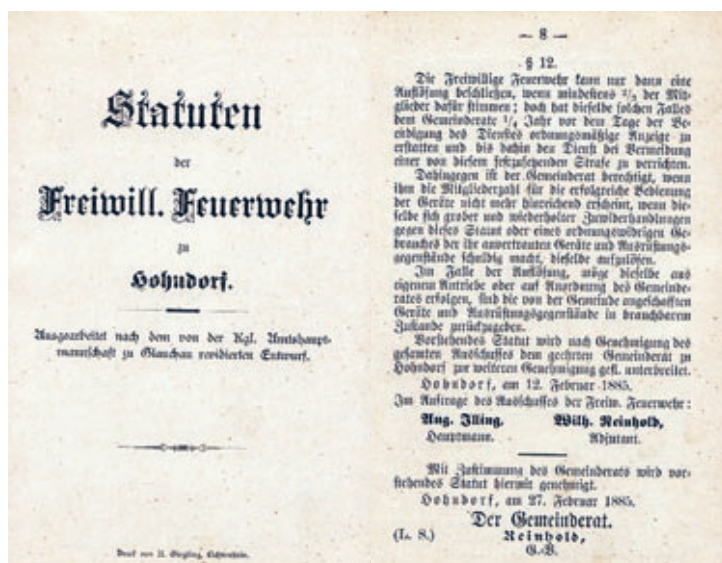 Statuten
der
Freiwill. Feuerwehr
zu
Hohndorf.
Ausgearbeitet nach dem von der Kgl. Amtshaupt-
mannschaft zu Glauchau revidierten Entwurf.
Druck von
— 8 —
§ 12.
Die Freiwillige Feuerwehr kann nur dann eine
Auflösung beschließen, wenn mindestens ²/₃ der Mit-
glieder dafür stimmen; doch hat dieselbe solchen Falles
dem Gemeinderate ¹/₄ Jahr vor dem Tage der Be-
endigung des Dienstes ordnungsmäßige Anzeige zu
erstatten und bis dahin den Dienst bei Vermeidung
einer von diesem festzusetzenden Strafe zu verrichten.
Dahingegen ist der Gemeinderat berechtigt, wenn
ihm die Mitgliederzahl für die erfolgreiche Bedienung
der Geräte nicht mehr hinreichend erscheint, wenn die-
selbe sich grober und wiederholter Zuwiderhandlungen
gegen dieses Statut oder eines ordnungswidrigen Ge-
brauches der ihr anvertrauten Geräte und Ausrüstungs-
gegenstände schuldig macht, dieselbe aufzulösen.
Im Falle der Auflösung, möge dieselbe aus
eigenem Antriebe oder auf Anordnung des Gemeinde-
rates erfolgen, sind die von der Gemeinde angeschafften
Geräte und Ausrüstungsgegenstände in brauchbarem
Zustande zurückzugeben.
Vorstehendes Statut wird nach Genehmigung des
gesamten Ausschusses dem geehrten Gemeinderat zu
Hohndorf zur weiteren Genehmigung gefl. unterbreitet.
Hohndorf, am 12. Februar 1885.
Im Auftrage des Ausschusses der Freiw. Feuerwehr:
Aug. Illing. Wilh. Reinhold,
Hauptmann. Adjutant.
Mit Zustimmung des Gemeinderats wird vor-
stehendes Statut hiermit genehmigt.
Hohndorf, am 27. Februar 1885.
Der Gemeinderat.
(L. S.) Reinhold,
G.-V.